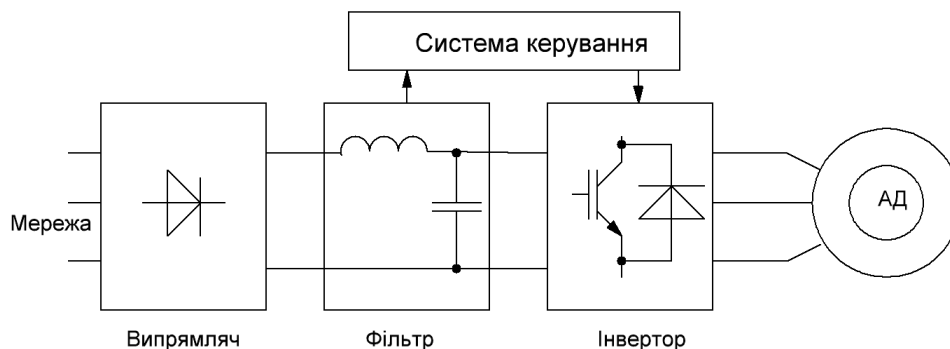 Система керування
Мережа
АД
Випрямляч
Фільтр
Інвертор